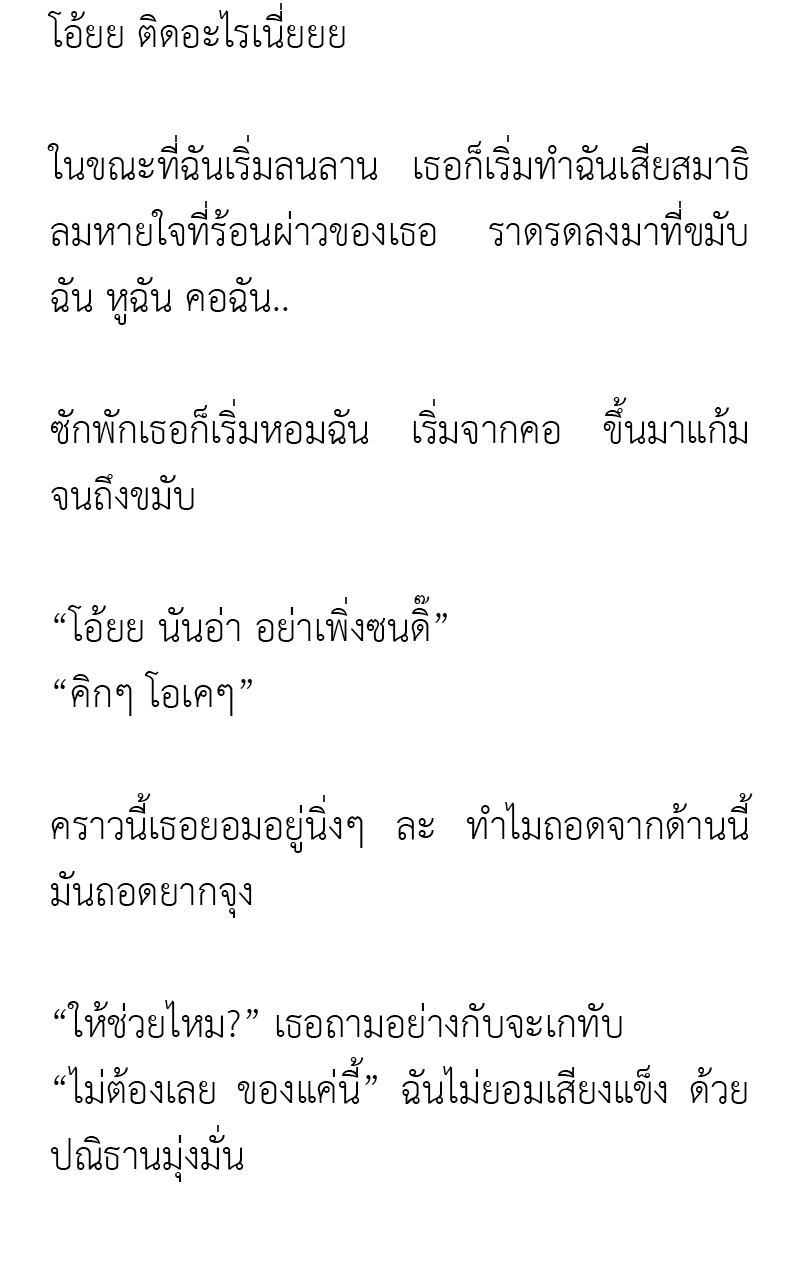 โอ้ยย ติดอะไรเนี่ยยย
ในขณะที่ฉันเริ่มลนลาน เธอก็เริ่มทำฉันเสียสมาธิ
ลมหายใจที่ร้อนผ่าวของเธอ ราดรดลงมาที่ขมับ
ฉัน หูฉัน คอฉัน..
ซักพักเธอก็เริ่มหอมฉัน เริ่มจากคอ ขึ้นมาแก้ม
จนถึงขมับ
“โอ้ยย นันอ่า อย่าเพิ่งซนดิ๊”
“คิกๆ โอเคๆ”
คราวนี้เธอยอมอยู่นิ่งๆ ละ ทำไมถอดจากด้านนี้
มันถอดยากจุง
“ให้ช่วยไหม?” เธอถามอย่างกับจะเกทับ
“ไม่ต้องเลย ของแค่นี้” ฉันไม่ยอมเสียงแข็ง ด้วย
ปณิธานมุ่งมั่น